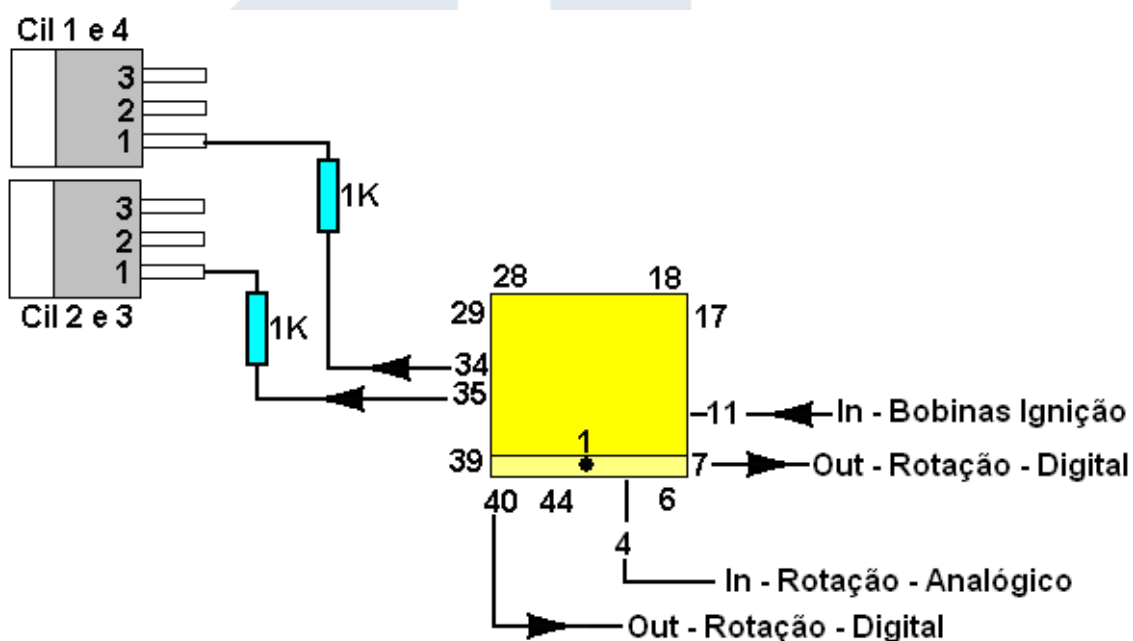 Cil 1 e 4
3
2
1
1K
3
2
1
Cil 2 e 3
1K
28
18
29
17
34
35
11
In - Bobinas Ignição
1
39
7
Out - Rotação - Digital
40
44
6
4
In - Rotação - Analógico
Out - Rotação - Digital